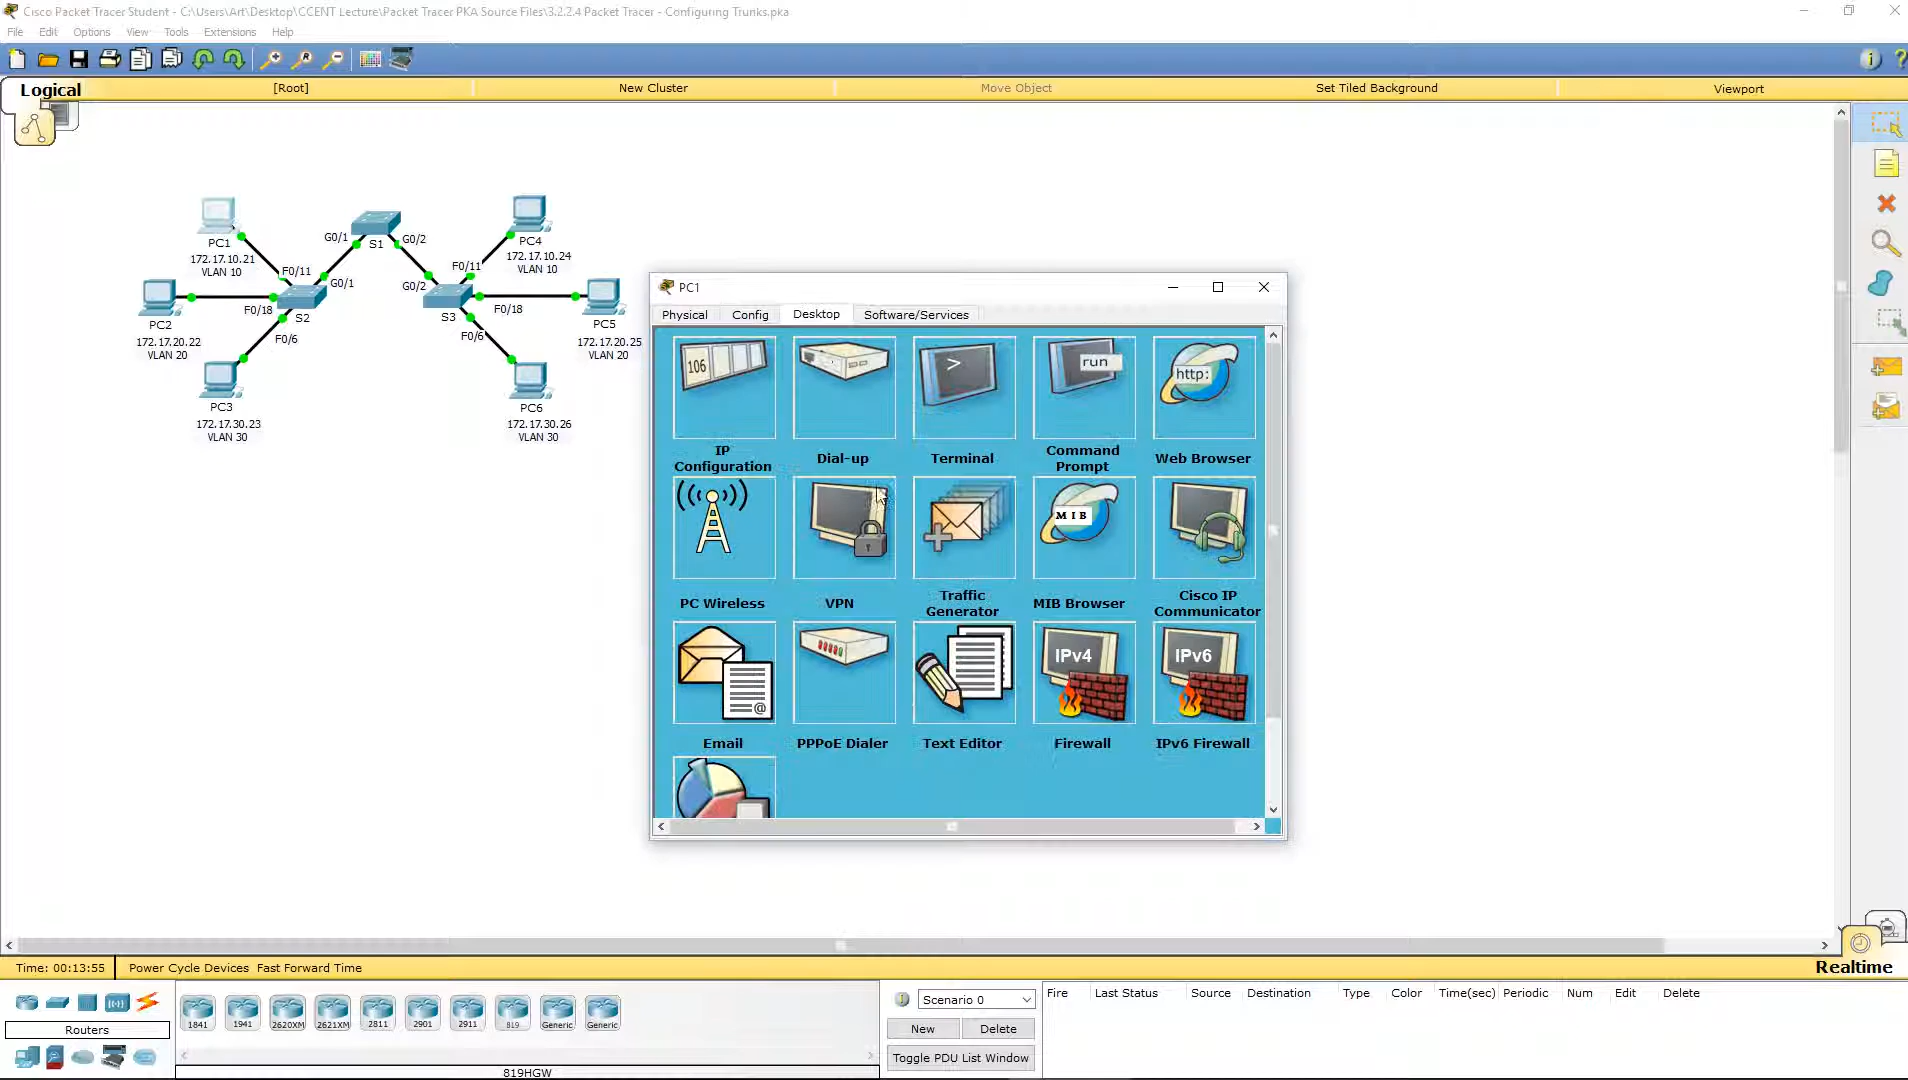 Cisco Packet Tracer Student - C:\Users\Art\Desktop\CCENT Lecture\Packet Tracer PKA Source Files\3.2.2.4 Packet Tracer - Configuring Trunks.pka
File Edit Options View Tools Extensions Help
Logical
[Root]
New Cluster
Move Object
Set Tiled Background
Viewport
PC1
172.17.10.21
VLAN 10
PC2
172.17.20.22
VLAN 20
PC3
172.17.30.23
VLAN 30
G0/1
S1
G0/2
F0/11
G0/1
F0/18
S2
F0/6
PC4
172.17.10.24
VLAN 10
F0/11
G0/2
F0/18
S3
F0/6
PC5
172.17.20.25
VLAN 20
PC6
172.17.30.26
VLAN 30
PC1
Physical Config Desktop Software/Services
106
>
run
http:
IP Configuration
Dial-up
Terminal
Command Prompt
Web Browser
MIB
PC Wireless
VPN
Traffic Generator
MIB Browser
Cisco IP Communicator
@
IPv4
IPv6
Email
PPPoE Dialer
Text Editor
Firewall
IPv6 Firewall
Time: 00:13:55
Power Cycle Devices Fast Forward Time
Realtime
Routers
1841 1941 2620XM 2621XM 2811 2901 2911 819 Generic Generic
819HGW
Scenario 0
New
Delete
Toggle PDU List Window
Fire Last Status Source Destination Type Color Time(sec) Periodic Num Edit Delete